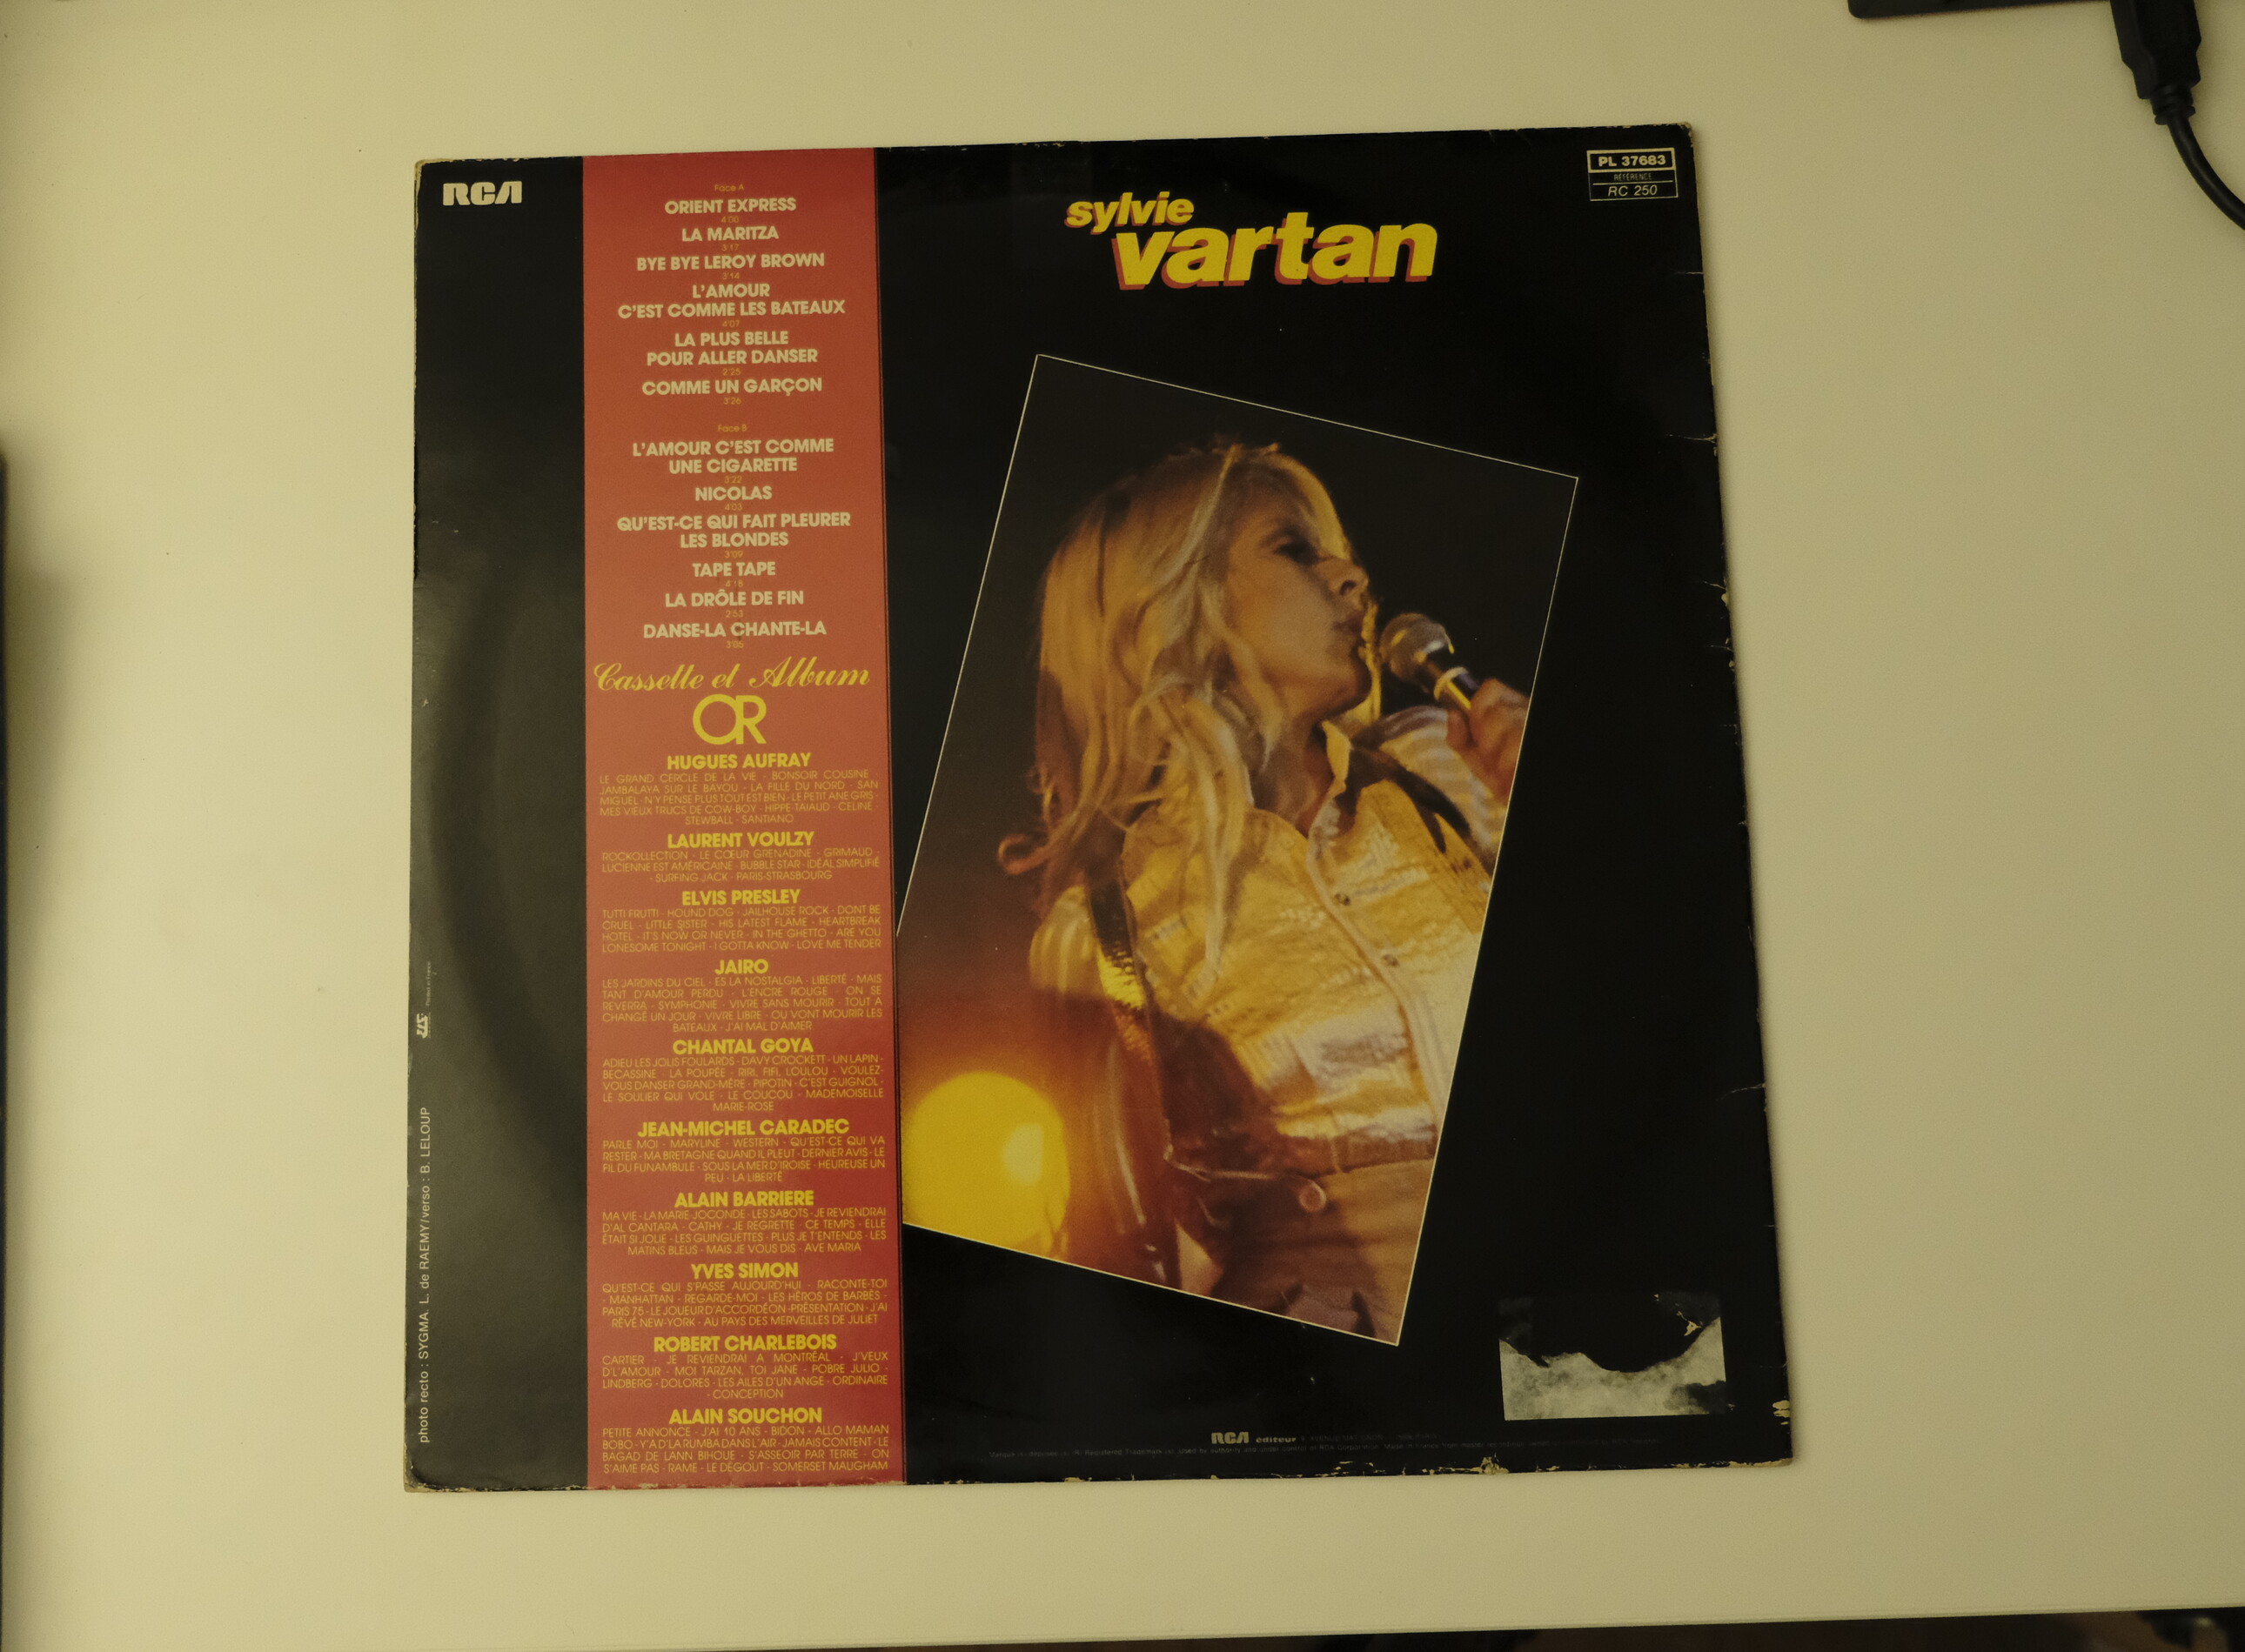 RCA
Face A
ORIENT EXPRESS
4'00
LA MARITZA
3'17
BYE BYE LEROY BROWN
3'14
L'AMOUR
C'EST COMME LES BATEAUX
4'07
LA PLUS BELLE
POUR ALLER DANSER
2'25
COMME UN GARÇON
3'26
Face B
L'AMOUR C'EST COMME
UNE CIGARETTE
3'22
NICOLAS
4'03
QU'EST-CE QUI FAIT PLEURER
LES BLONDES
3'09
TAPE TAPE
4'18
LA DRÔLE DE FIN
2'53
DANSE-LA CHANTE-LA
3'05
Cassette et Album
OR
HUGUES AUFRAY
LE GRAND CERCLE DE LA VIE - BONSOIR COUSINE -
JAMBALAYA SUR LE BAYOU - LA FILLE DU NORD - SAN
MIGUEL - N'Y PENSE PLUS TOUT EST BIEN - LE PETIT ANE GRIS -
MES VIEUX TRUCS DE COW-BOY - HIPPE-TAIAUD - CELINE
STEWBALL - SANTIANO
LAURENT VOULZY
ROCKOLLECTION - LE CŒUR GRENADINE - GRIMAUD -
LUCIENNE EST AMÉRICAINE - BUBBLE STAR - IDÉAL SIMPLIFIÉ
- SURFING JACK - PARIS-STRASBOURG
ELVIS PRESLEY
TUTTI FRUTTI - HOUND DOG - JAILHOUSE ROCK - DONT BE
CRUEL - LITTLE SISTER - HIS LATEST FLAME - HEARTBREAK
HOTEL - IT'S NOW OR NEVER - IN THE GHETTO - ARE YOU
LONESOME TONIGHT - I GOTTA KNOW - LOVE ME TENDER
JAIRO
LES JARDINS DU CIEL - ES LA NOSTALGIA - LIBERTÉ - MAIS
TANT D'AMOUR PERDU - L'ENCRE ROUGE - ON SE
REVERRA - SYMPHONIE - VIVRE SANS MOURIR - TOUT A
CHANGÉ UN JOUR - VIVRE LIBRE - OU VONT MOURIR LES
BATEAUX - J'AI MAL D'AIMER
CHANTAL GOYA
ADIEU LES JOLIS FOULARDS - DAVY CROCKETT - UN LAPIN -
BECASSINE - LA POUPÉE - RIRI, FIFI, LOULOU - VOULEZ-
VOUS DANSER GRAND-MÈRE - PIPOTIN - C'EST GUIGNOL -
LE SOULIER QUI VOLE - LE COUCOU - MADEMOISELLE
MARIE-ROSE
JEAN-MICHEL CARADEC
PARLE MOI - MARYLINE - WESTERN - QU'EST-CE QUI VA
RESTER - MA BRETAGNE QUAND IL PLEUT - DERNIER AVIS - LE
FIL DU FUNAMBULE - SOUS LA MER D'IROISE - HEUREUSE UN
PEU - LA LIBERTÉ
ALAIN BARRIERE
MA VIE - LA MARIE JOCONDE - LES SABOTS - JE REVIENDRAI
D'AL CANTARA - CATHY - JE REGRETTE - CE TEMPS - ELLE
ÉTAIT SI JOLIE - LES GUINGUETTES - PLUS JE T'ENTENDS - LES
MATINS BLEUS - MAIS JE VOUS DIS - AVE MARIA
YVES SIMON
QU'EST-CE QUI S'PASSE AUJOURD'HUI - RACONTE-TOI
- MANHATTAN - REGARDE-MOI - LES HÉROS DE BARBÈS -
PARIS 75 - LE JOUEUR D'ACCORDÉON - PRÉSENTATION - J'AI
RÊVÉ NEW-YORK - AU PAYS DES MERVEILLES DE JULIET
ROBERT CHARLEBOIS
CARTIER - JE REVIENDRAI A MONTRÉAL - J'VEUX
D'L'AMOUR - MOI TARZAN, TOI JANE - POBRE JULIO -
LINDBERG - DOLORES - LES AILES D'UN ANGE - ORDINAIRE
- CONCEPTION
ALAIN SOUCHON
PETITE ANNONCE - J'AI 10 ANS - BIDON - ALLO MAMAN
BOBO - Y'A D'LA RUMBA DANS L'AIR - JAMAIS CONTENT - LE
BAGAD DE LANN BIHOUE - S'ASSEOIR PAR TERRE - ON
S'AIME PAS - RAME - LE DÉGOUT - SOMERSET MAUGHAM
sylvie
vartan
PL 37683
RÉFÉRENCE
RC 250
Printed in France
photo recto : SYGMA. L. de RAEMY/verso : B. LELOUP
RCA éditeur